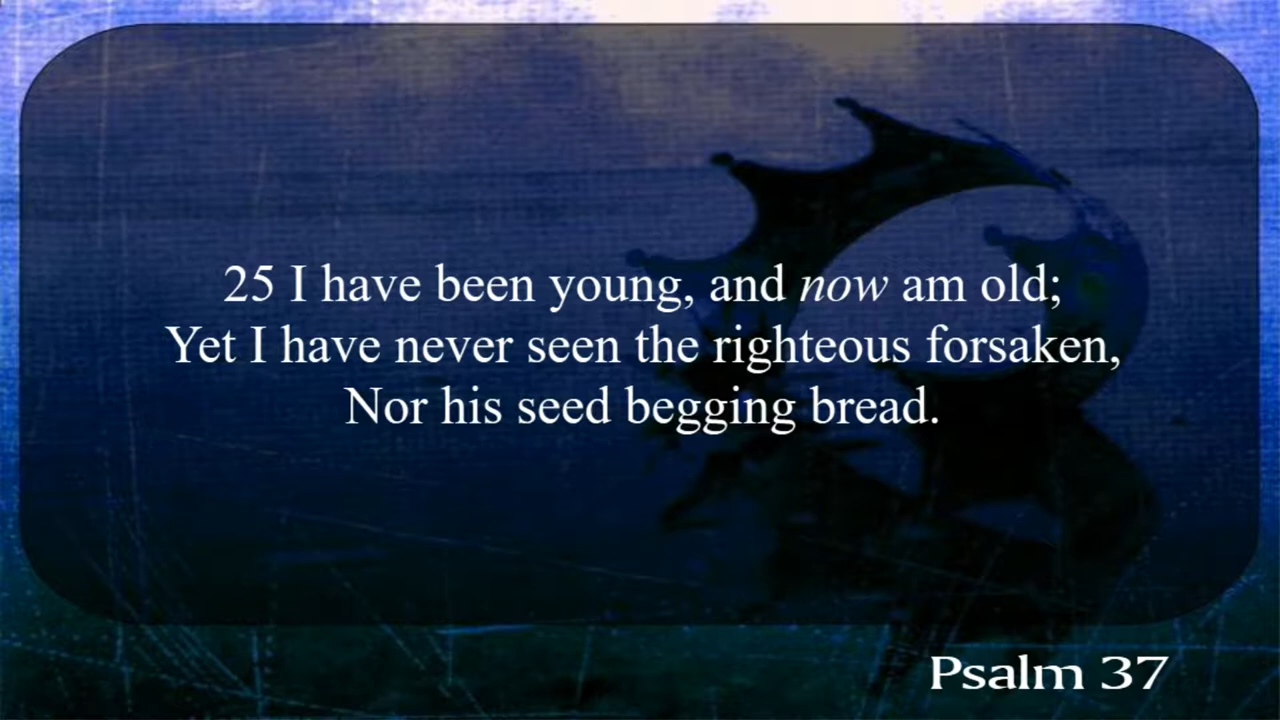 25 I have been young, and now am old;
Yet I have never seen the righteous forsaken,
Nor his seed begging bread.
Psalm 37